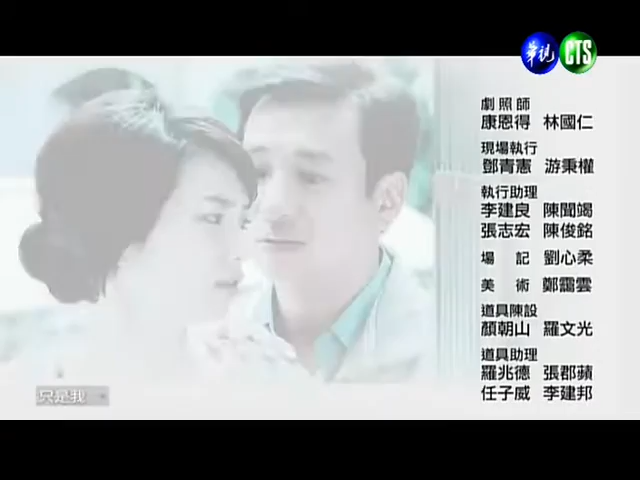 華視 CTS
劇照師
康恩得 林國仁
現場執行
鄧青憲 游秉權
執行助理
李建良 陳聞竭
張志宏 陳俊銘
場記 劉心柔
美術 鄭靄雲
道具陳設
顏朝山 羅文光
道具助理
羅兆德 張郡蘋
任子威 李建邦
只是我